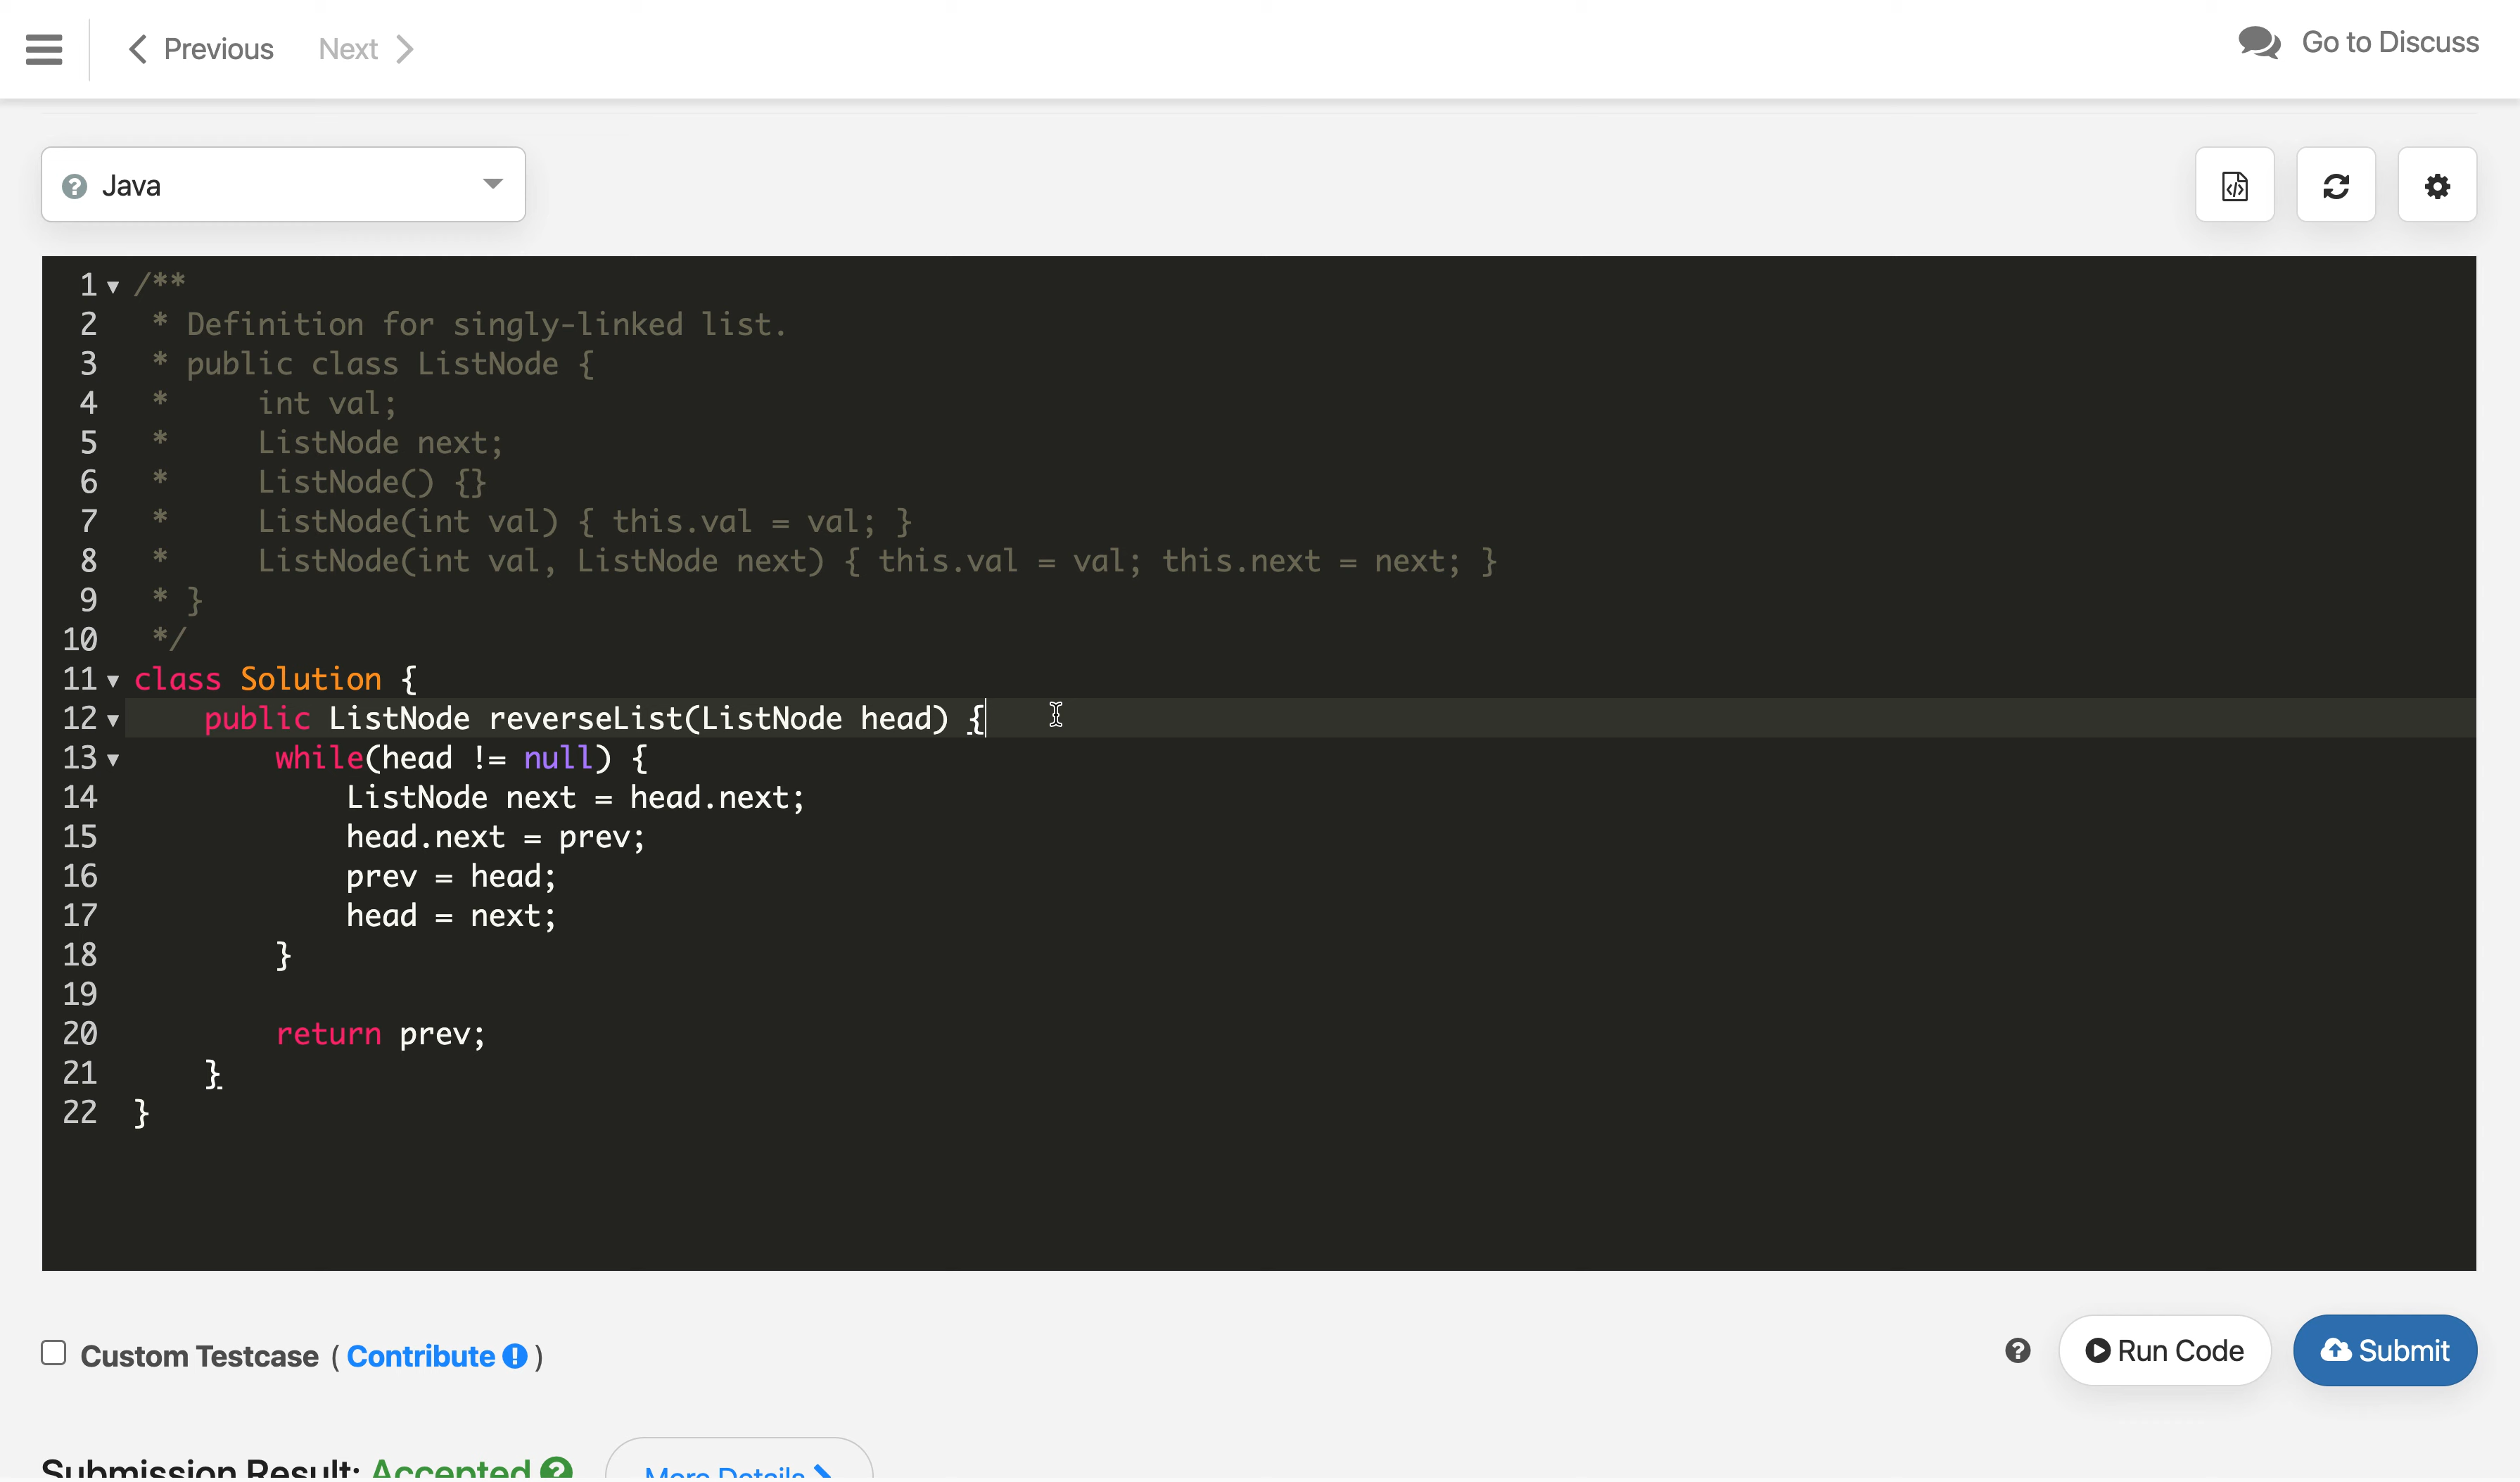 Previous Next Go to Discuss
Java
1 /**
2  * Definition for singly-linked list.
3  * public class ListNode {
4  *     int val;
5  *     ListNode next;
6  *     ListNode() {}
7  *     ListNode(int val) { this.val = val; }
8  *     ListNode(int val, ListNode next) { this.val = val; this.next = next; }
9  * }
10  */
11 class Solution {
12     public ListNode reverseList(ListNode head) {
13         while(head != null) {
14             ListNode next = head.next;
15             head.next = prev;
16             prev = head;
17             head = next;
18         }
19
20         return prev;
21     }
22 }
Custom Testcase ( Contribute ) Run Code Submit
Submission Result: Accepted More Details